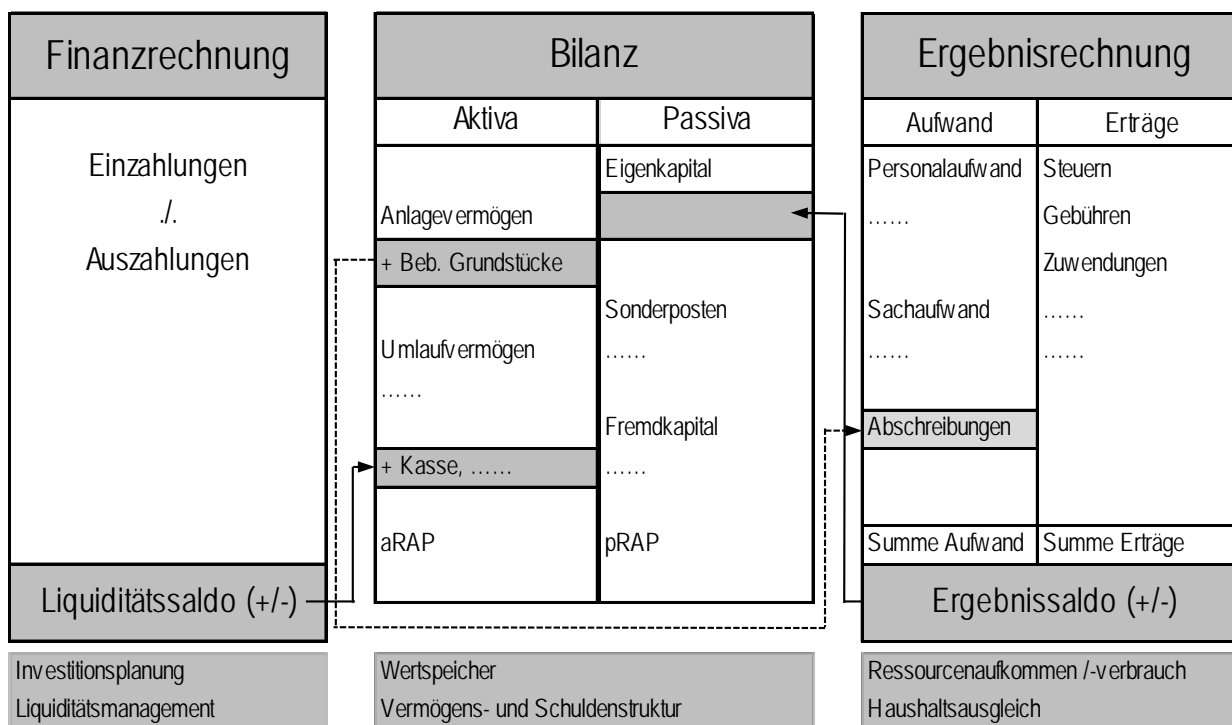 Finanzrechnung
Einzahlungen
./.
Auszahlungen
Liquiditätssaldo (+/-)
Investitionsplanung
Liquiditätsmanagement
Bilanz
Aktiva
Anlagevermögen
+ Beb. Grundstücke
Umlaufvermögen
......
+ Kasse, ......
aRAP
Passiva
Eigenkapital
Sonderposten
......
Fremdkapital
......
pRAP
Wertspeicher
Vermögens- und Schuldenstruktur
Ergebnisrechnung
Aufwand
Personalaufwand
......
Sachaufwand
......
Abschreibungen
Summe Aufwand
Erträge
Steuern
Gebühren
Zuwendungen
......
......
Summe Erträge
Ergebnissaldo (+/-)
Ressourcenaufkommen /-verbrauch
Haushaltsausgleich